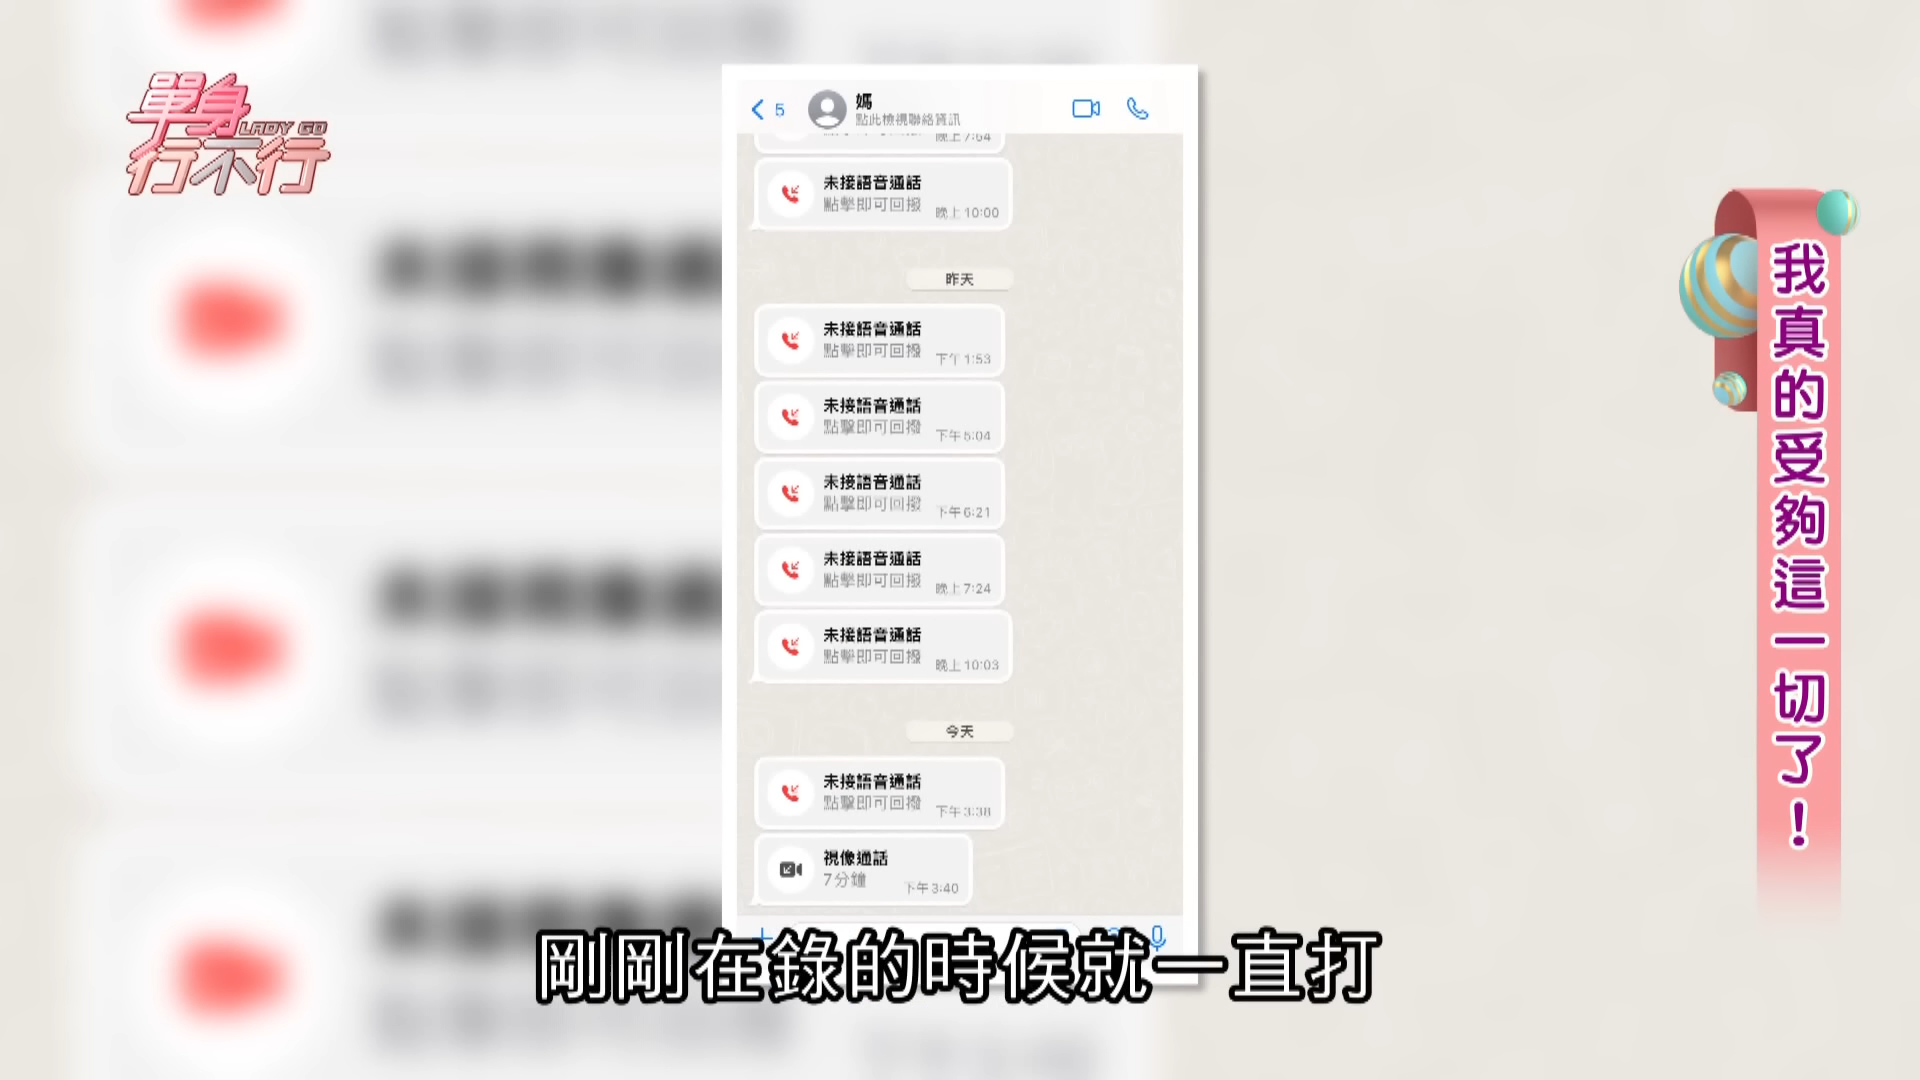 單身
LADY GO
行不行
5
媽
點此檢視聯絡資訊
晚上 7:54
未接語音通話
點擊即可回撥
晚上 10:00
昨天
未接語音通話
點擊即可回撥
下午 1:53
未接語音通話
點擊即可回撥
下午 5:04
未接語音通話
點擊即可回撥
下午 6:21
未接語音通話
點擊即可回撥
晚上 7:24
未接語音通話
點擊即可回撥
晚上 10:03
今天
未接語音通話
點擊即可回撥
下午 3:38
視像通話
7 分鐘
下午 3:40
我真的受夠這一切了！
剛剛在錄的時候就一直打